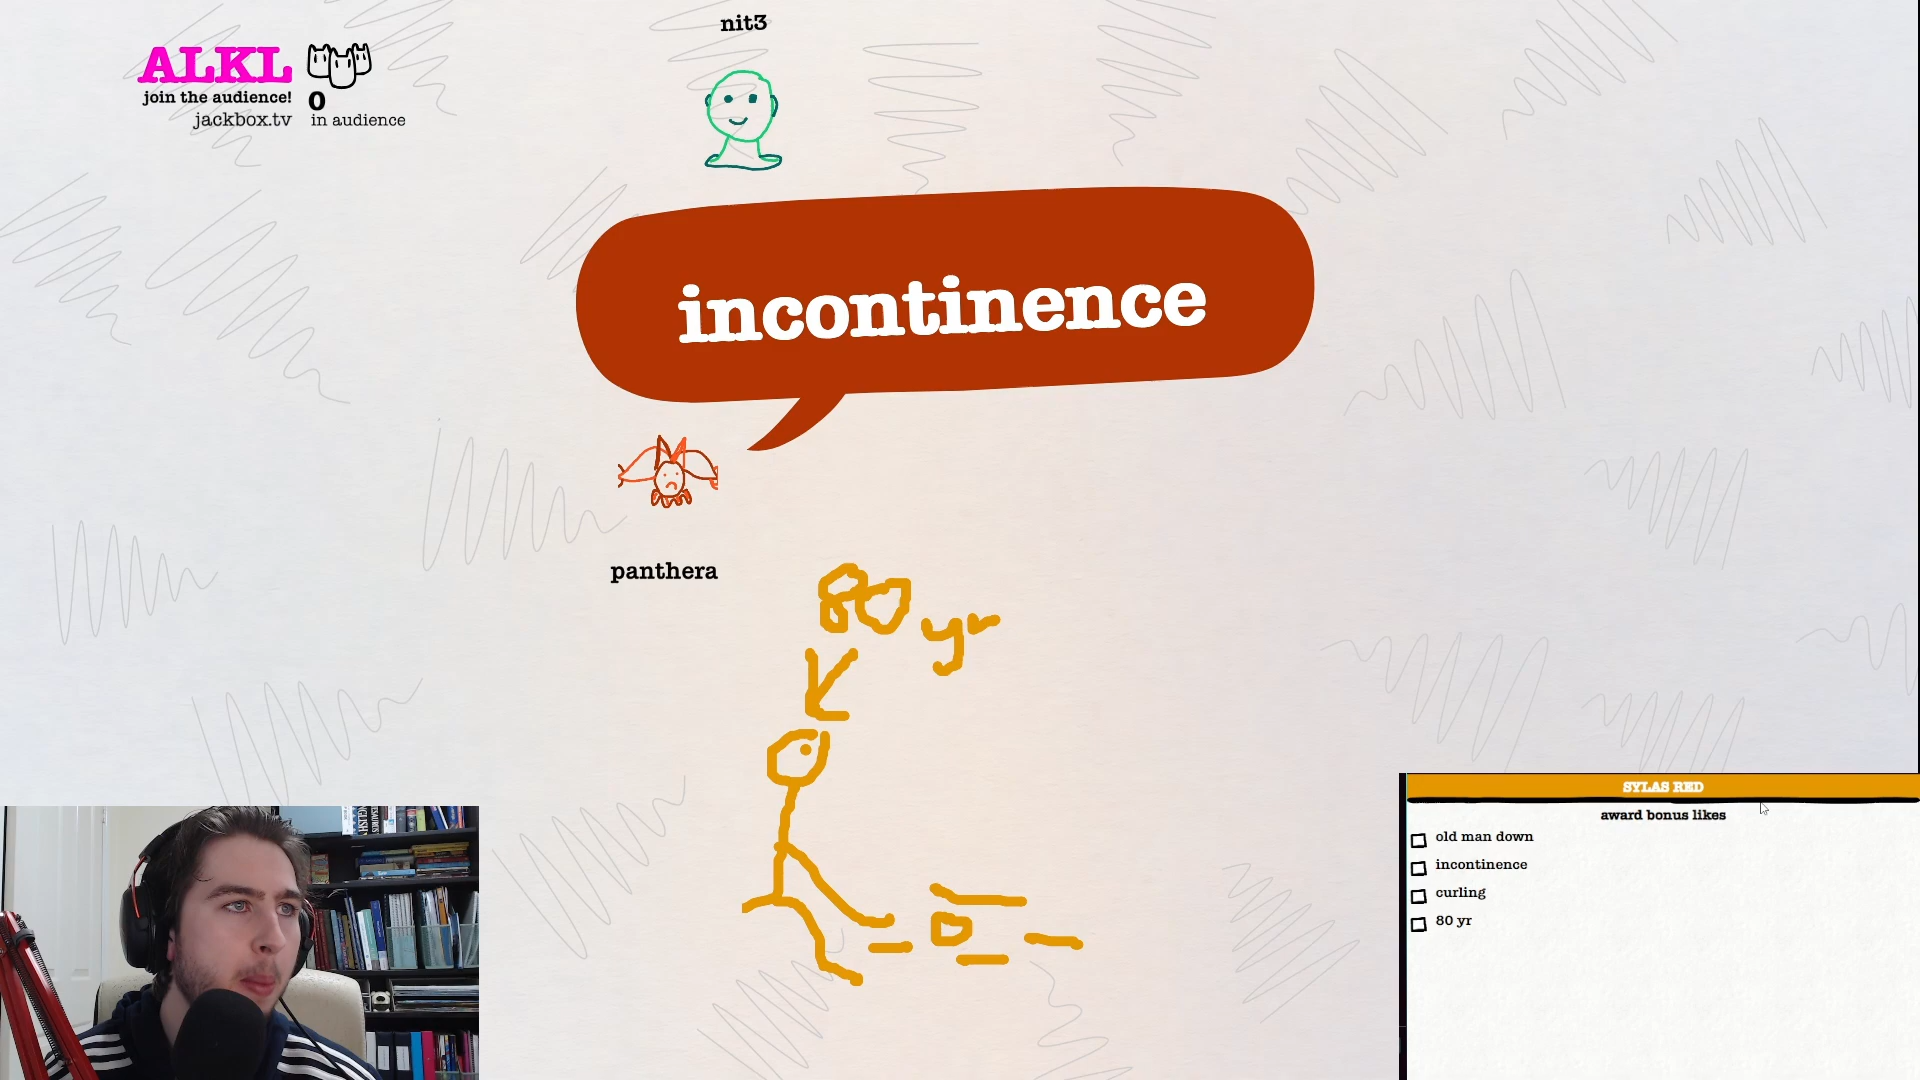 nit3
ALKL
join the audience!
jackbox.tv
0
in audience
incontinence
panthera
80 yr
SYLAS RED
award bonus likes
old man down
incontinence
curling
80 yr